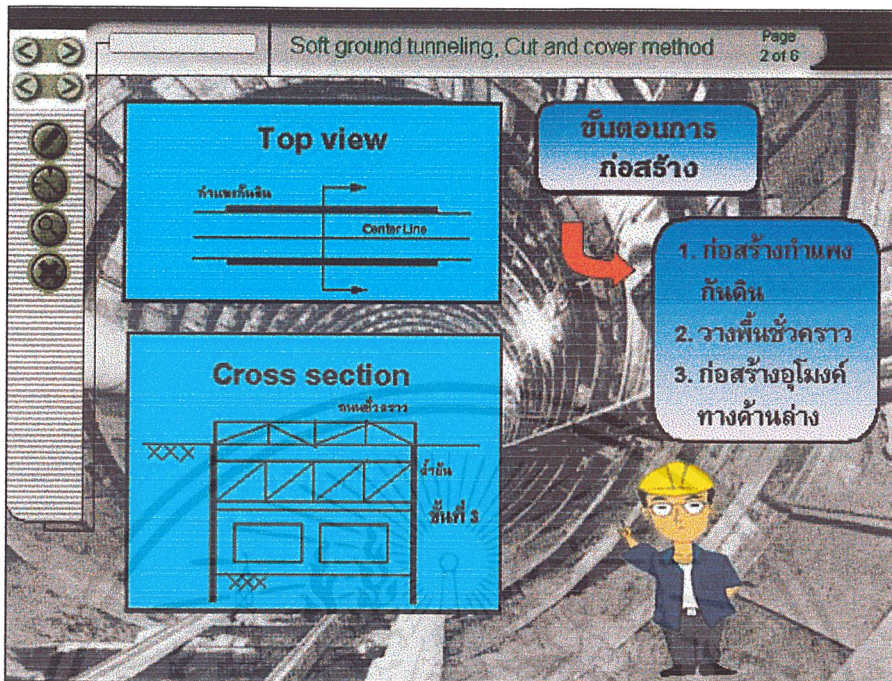 Soft ground tunneling, Cut and cover method
Page
2 of 6
Top view
กำแพงกันดิน
Center Line
ขั้นตอนการ
ก่อสร้าง
1. ก่อสร้างกำแพง
กันดิน
2. วางพื้นชั่วคราว
3. ก่อสร้างอุโมงค์
ทางด้านล่าง
Cross section
ถนนชั่วคราว
ค้ำยัน
ขั้นที่ 3